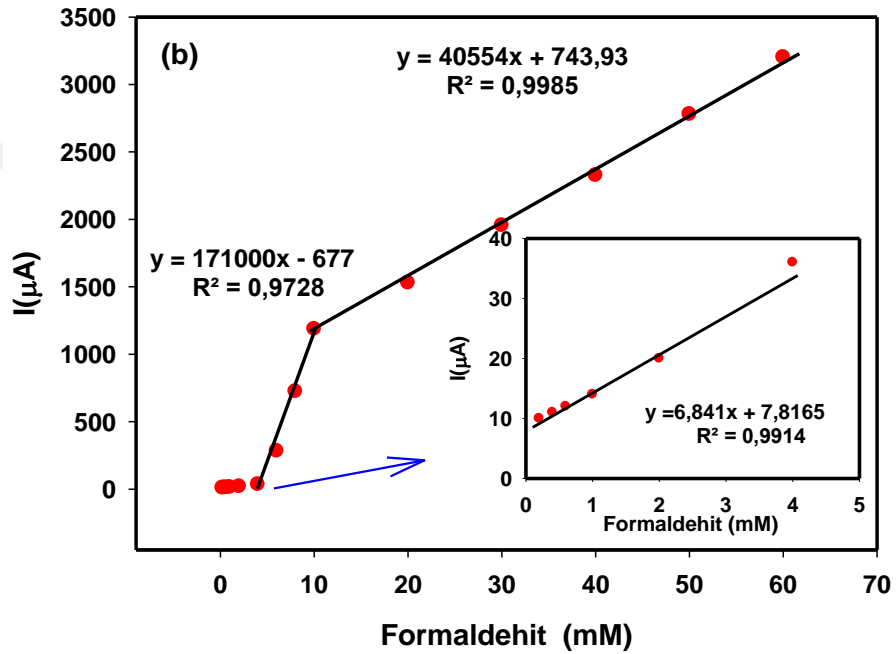 (b)
y = 40554x + 743,93
R² = 0,9985
y = 171000x - 677
R² = 0,9728
I(μA)
3500
3000
2500
2000
1500
1000
500
0
0 10 20 30 40 50 60 70
Formaldehit (mM)
I(μA)
40
30
20
10
0
y =6,841x + 7,8165
R² = 0,9914
0 1 2 3 4 5
Formaldehit (mM)